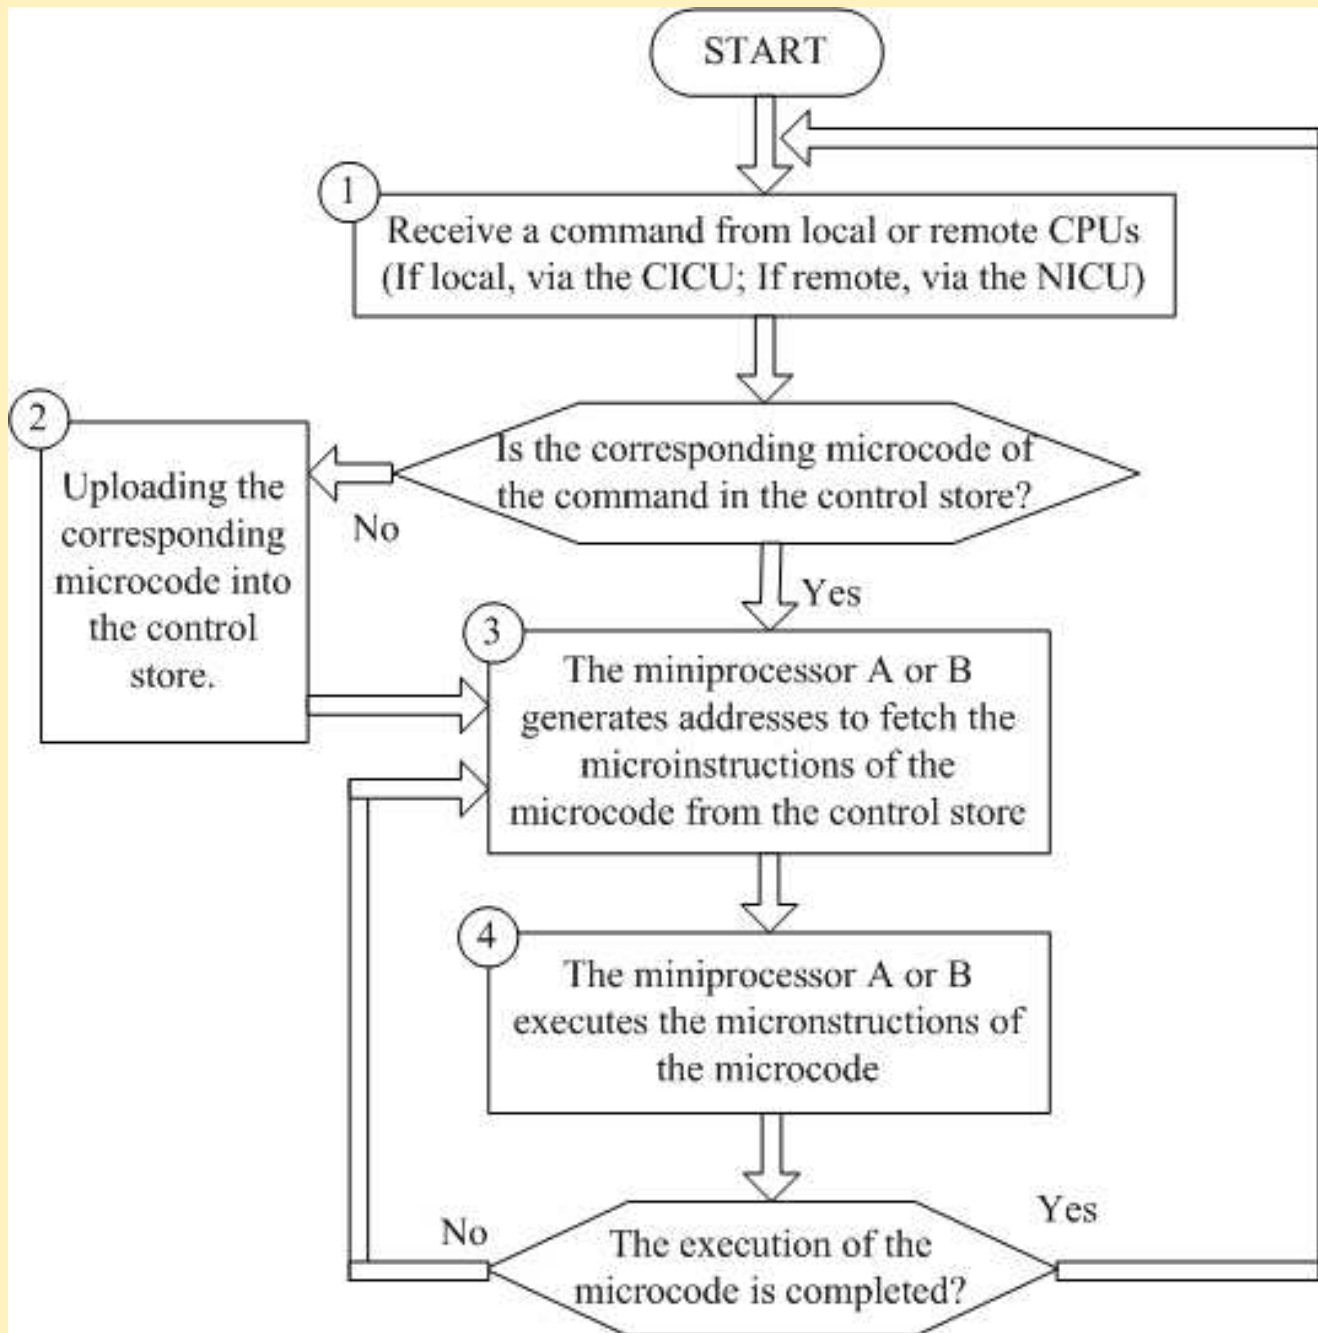 START
1
Receive a command from local or remote CPUs
(If local, via the CICU; If remote, via the NICU)
Is the corresponding microcode of
the command in the control store?
No
Yes
2
Uploading the
corresponding
microcode into
the control
store.
3
The miniprocessor A or B
generates addresses to fetch the
microinstructions of the
microcode from the control store
4
The miniprocessor A or B
executes the micronstructions of
the microcode
The execution of the
microcode is completed?
No
Yes